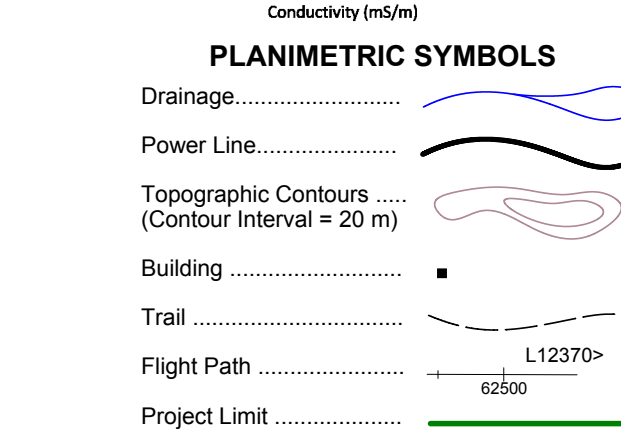 Conductivity (mS/m)
PLANIMETRIC SYMBOLS
Drainage..........................
Power Line......................
Topographic Contours .....
(Contour Interval = 20 m)
Building ...........................
Trail .................................
Flight Path .......................
L12370>
62500
Project Limit ....................